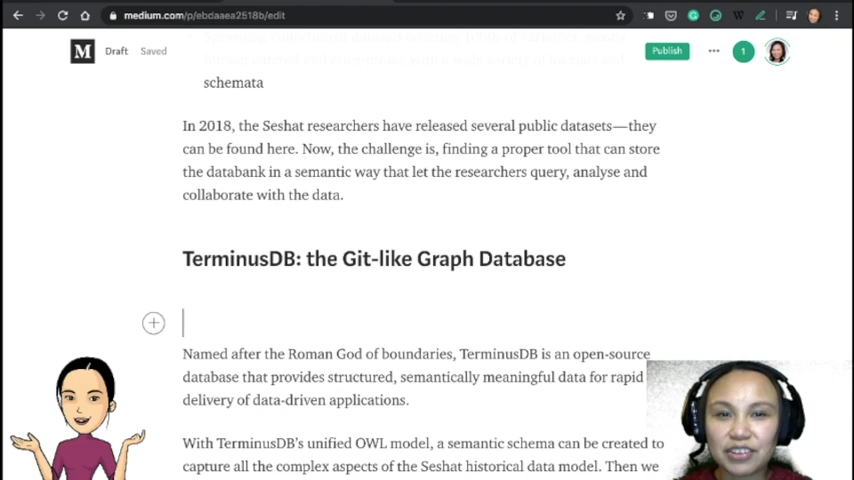 medium.com/p/ebdaaea2518b/edit
M Draft Saved Publish 1
schemata
In 2018, the Seshat researchers have released several public datasets — they
can be found here. Now, the challenge is, finding a proper tool that can store
the databank in a semantic way that let the researchers query, analyse and
collaborate with the data.
TerminusDB: the Git-like Graph Database
Named after the Roman God of boundaries, TerminusDB is an open-source
database that provides structured, semantically meaningful data for rapid
delivery of data-driven applications.
With TerminusDB's unified OWL model, a semantic schema can be created to
capture all the complex aspects of the Seshat historical data model. Then we